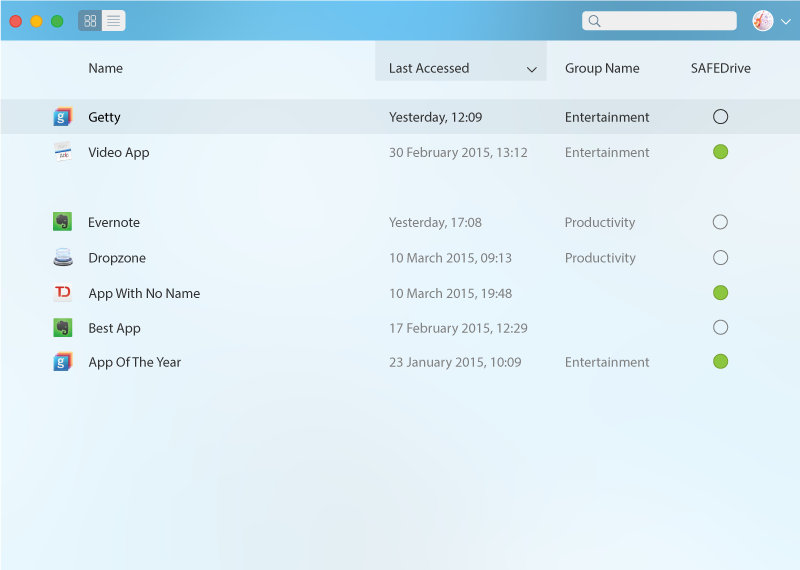 Name Last Accessed Group Name SAFEDrive
g Getty Yesterday, 12:09 Entertainment
Video App 30 February 2015, 13:12 Entertainment
Evernote Yesterday, 17:08 Productivity
Dropzone 10 March 2015, 09:13 Productivity
TD App With No Name 10 March 2015, 19:48
Best App 17 February 2015, 12:29
g App Of The Year 23 January 2015, 10:09 Entertainment